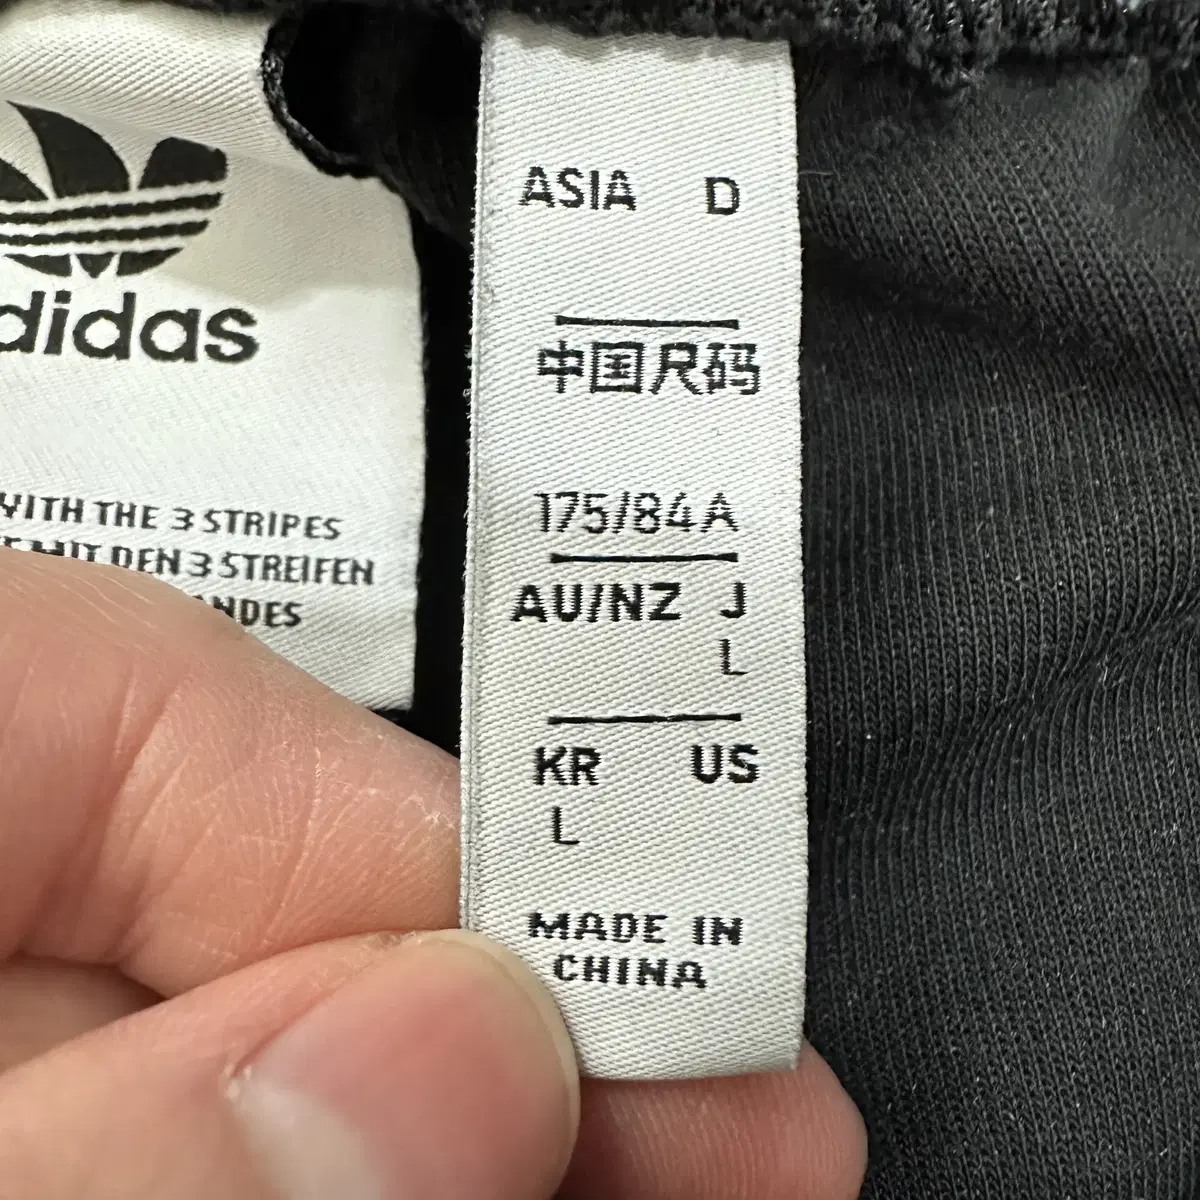 adidas
WITH THE 3 STRIPES
MIT DEN 3 STREIFEN
ASIA D
中国尺码
175/84A
AU/NZ J
L
KR US
L
MADE IN
CHINA